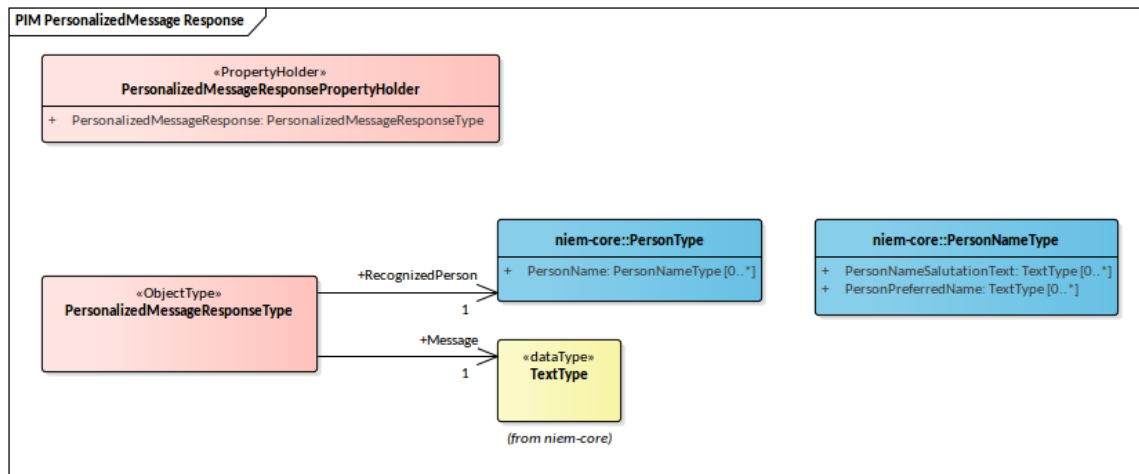 PIM PersonalizedMessage Response
«PropertyHolder»
PersonalizedMessageResponsePropertyHolder
+ PersonalizedMessageResponse: PersonalizedMessageResponseType
niem-core::PersonType
+ PersonName: PersonNameType [0..*]
niem-core::PersonNameType
+ PersonNameSalutationText: TextType [0..*]
+ PersonPreferredName: TextType [0..*]
«ObjectType»
PersonalizedMessageResponseType
+RecognizedPerson
1
+Message
1
«dataType»
TextType
(from niem-core)